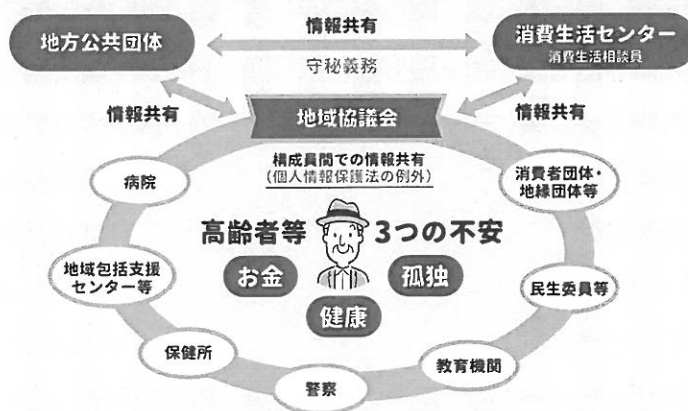 地方公共団体
情報共有
守秘義務
消費生活センター
消費生活相談員
情報共有
地域協議会
情報共有
構成員間での情報共有
(個人情報保護法の例外)
病院
消費者団体・
地縁団体等
高齢者等
3つの不安
お金
孤独
健康
地域包括支援
センター等
民生委員等
保健所
教育機関
警察